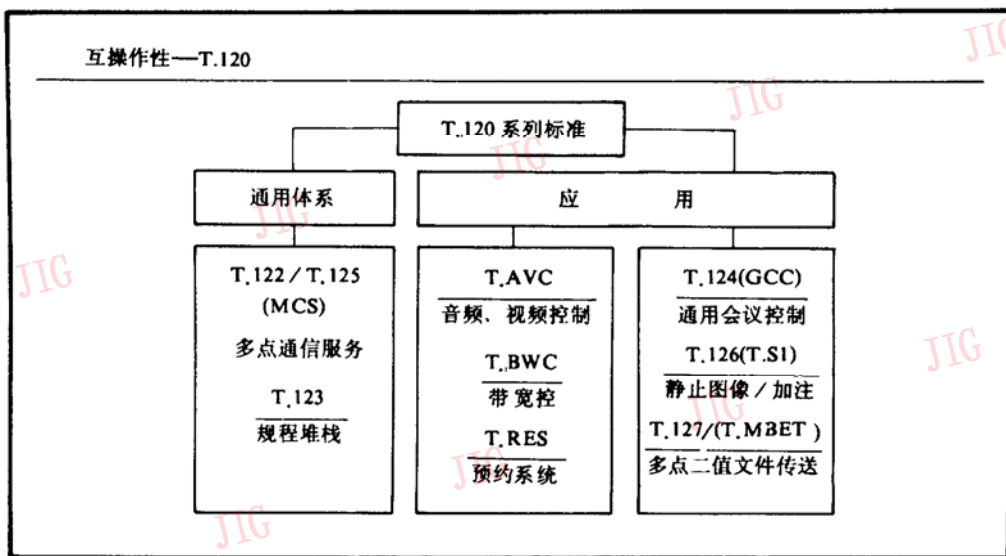 互操作性—T.120
T.120 系列标准
通用体系
应 用
T.122/T.125
(MCS)
多点通信服务
T.123
规程堆栈
T.AVC
音频、视频控制
T.BWC
带宽控
T.RES
预约系统
T.124(GCC)
通用会议控制
T.126(T.S1)
静止图像/加注
T.127/(T.MBET)
多点二值文件传送
JIG
JIG
JIG
JIG
JIG
JIG
JIG
JIG
JIG